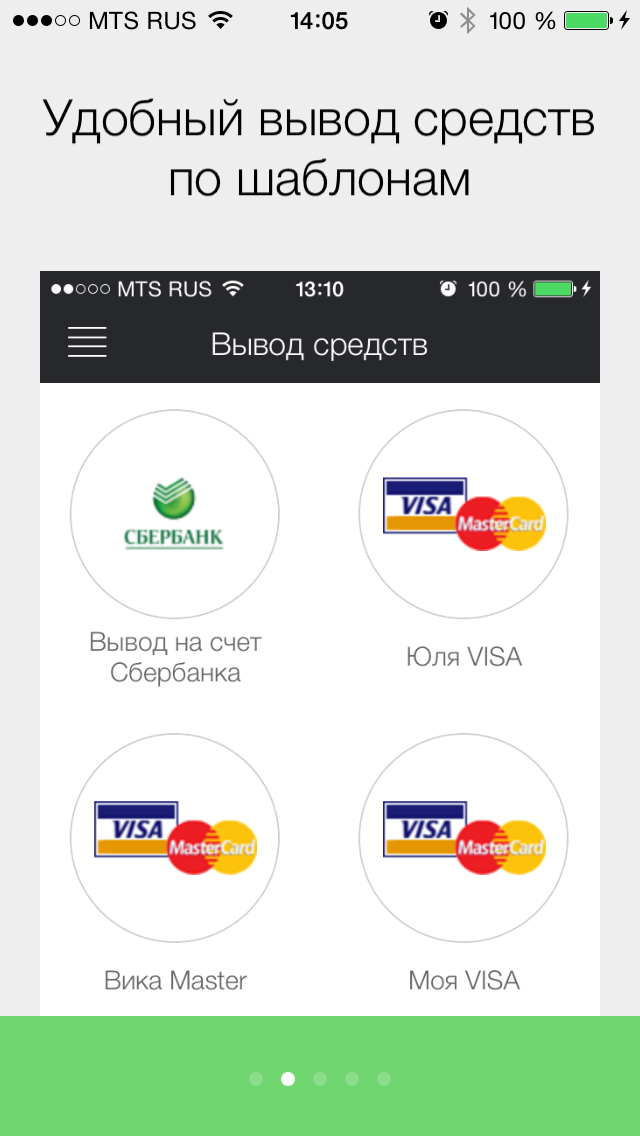 MTS RUS 14:05 100 %
Удобный вывод средств
по шаблонам
MTS RUS 13:10 100 %
Вывод средств
СБЕРБАНК
VISA MasterCard
Вывод на счет
Сбербанка
Юля VISA
VISA MasterCard
VISA MasterCard
Вика Master
Моя VISA